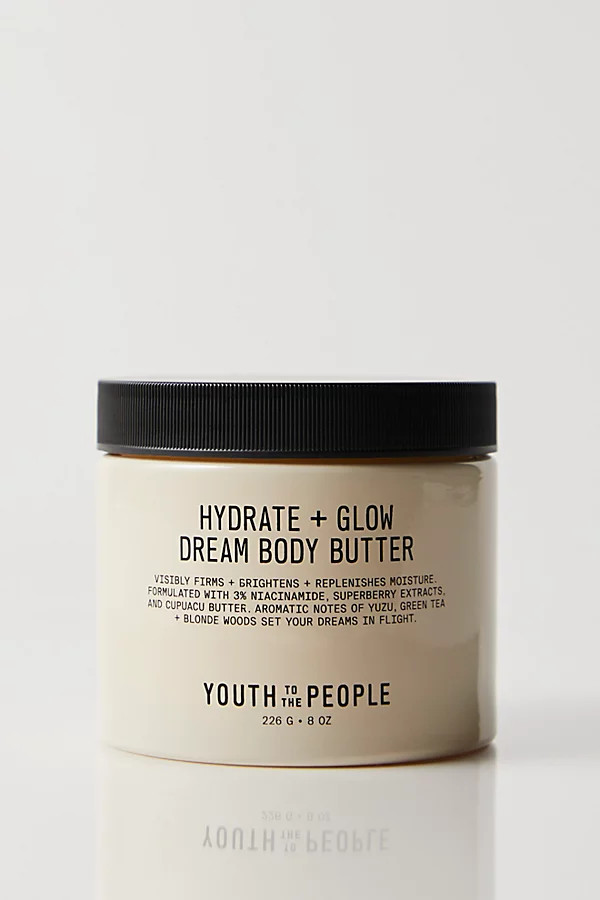 HYDRATE + GLOW
DREAM BODY BUTTER
VISIBLY FIRMS + BRIGHTENS + REPLENISHES MOISTURE.
FORMULATED WITH 3% NIACINAMIDE, SUPERBERRY EXTRACTS,
AND CUPUACU BUTTER. AROMATIC NOTES OF YUZU, GREEN TEA
+ BLONDE WOODS SET YOUR DREAMS IN FLIGHT.
YOUTH TO THE PEOPLE
226 G • 8 OZ